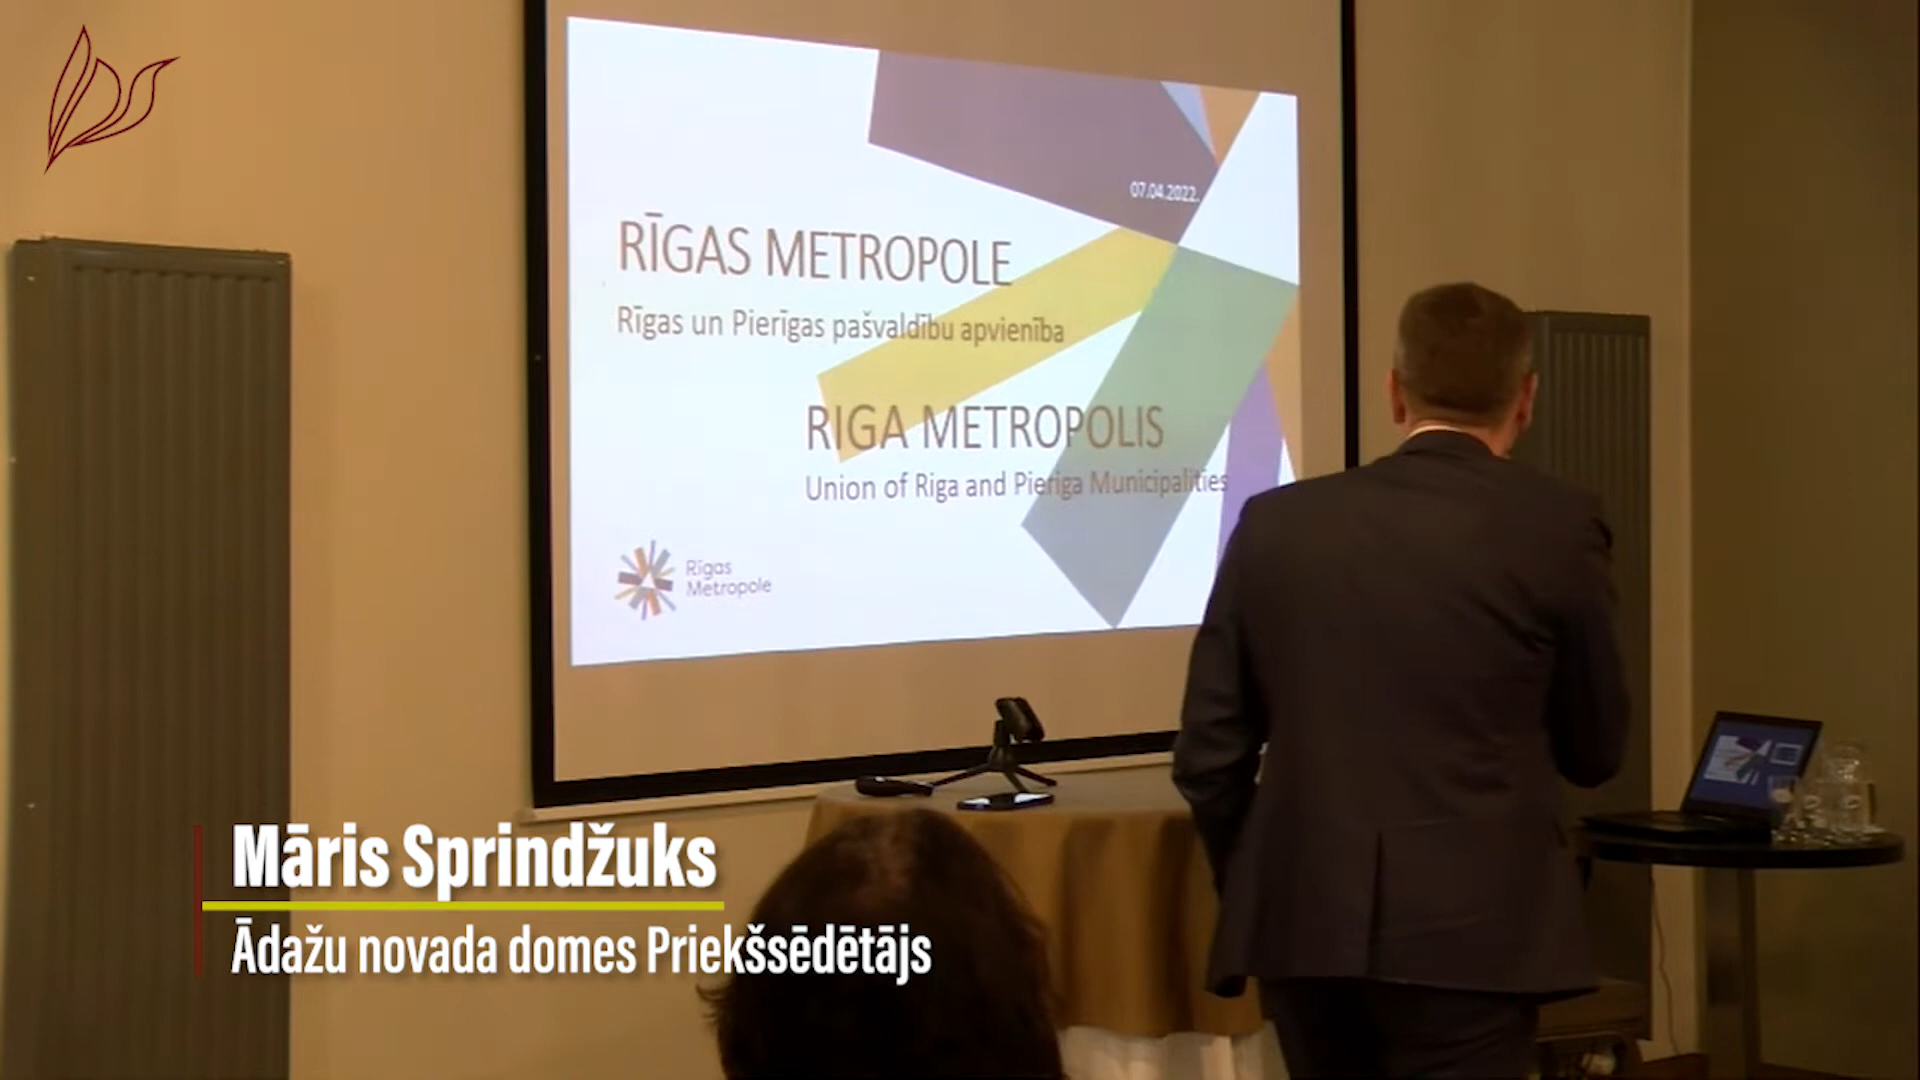 07.04.2022.
RĪGAS METROPOLE
Rīgas un Pierīgas pašvaldību apvienība
RIGA METROPOLIS
Union of Riga and Pieriga Municipalities
Rīgas
Metropole
Māris Sprindžuks
Ādažu novada domes Priekšsēdētājs